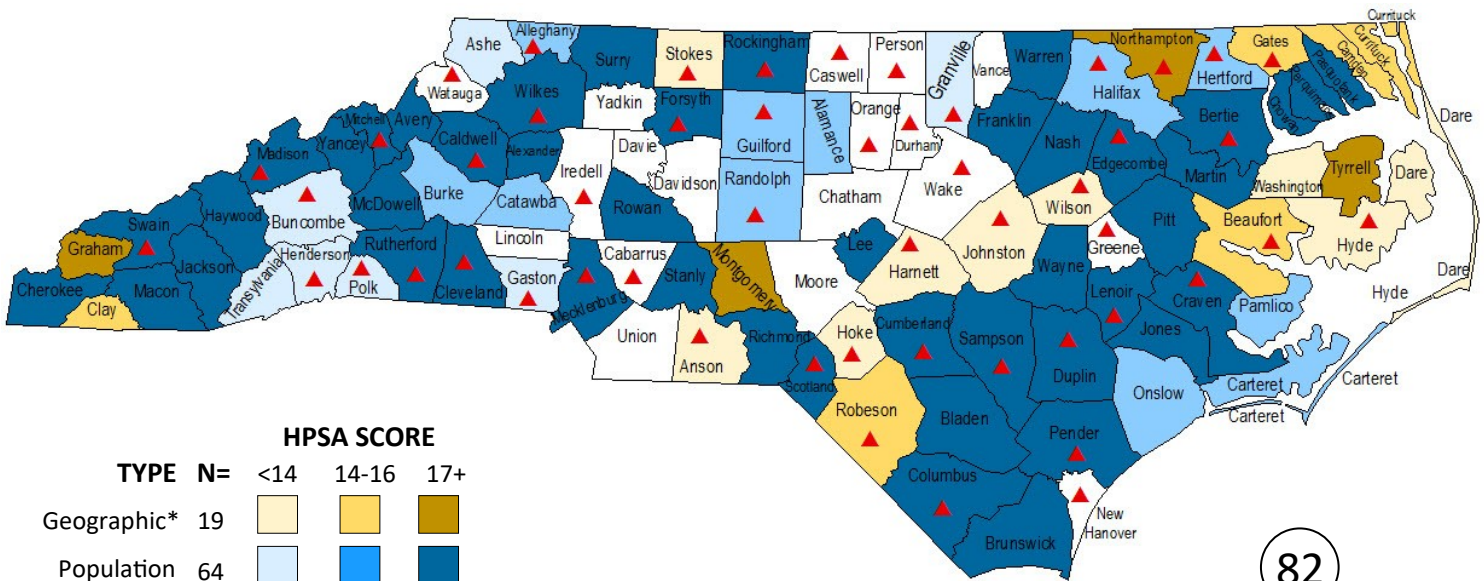 Currituck
Ashe
Alleghany
Surry
Stokes
Rockingham
Caswell
Person
Granville
Vance
Warren
Northampton
Hertford
Gates
Currituck
Camden
Pasquotank
Perquimons
Chowan
Watauga
Wilkes
Yadkin
Forsyth
Guilford
Alamance
Orange
Durham
Franklin
Halifax
Bertie
Dare
Mitchell
Avery
Caldwell
Alexander
Iredell
Davie
Davidson
Randolph
Chatham
Wake
Nash
Edgecombe
Martin
Washington
Tyrrell
Dare
Madison
Yancey
Burke
Catawba
Rowan
Wilson
Pitt
Beaufort
Hyde
Swain
Haywood
Buncombe
McDowell
Lincoln
Cabarrus
Stanly
Montgomery
Moore
Lee
Harnett
Johnston
Wayne
Greene
Graham
Jackson
Henderson
Rutherford
Cleveland
Gaston
Mecklenburg
Lenoir
Craven
Pamlico
Hyde
Dare
Cherokee
Macon
Clay
Transylvania
Polk
Union
Anson
Richmond
Scotland
Hoke
Cumberland
Sampson
Duplin
Jones
Onslow
Carteret
Carteret
Carteret
Robeson
Bladen
Pender
Columbus
Brunswick
New
Hanover
HPSA SCORE
TYPE N= <14 14-16 17+
Geographic* 19
Population 64
82